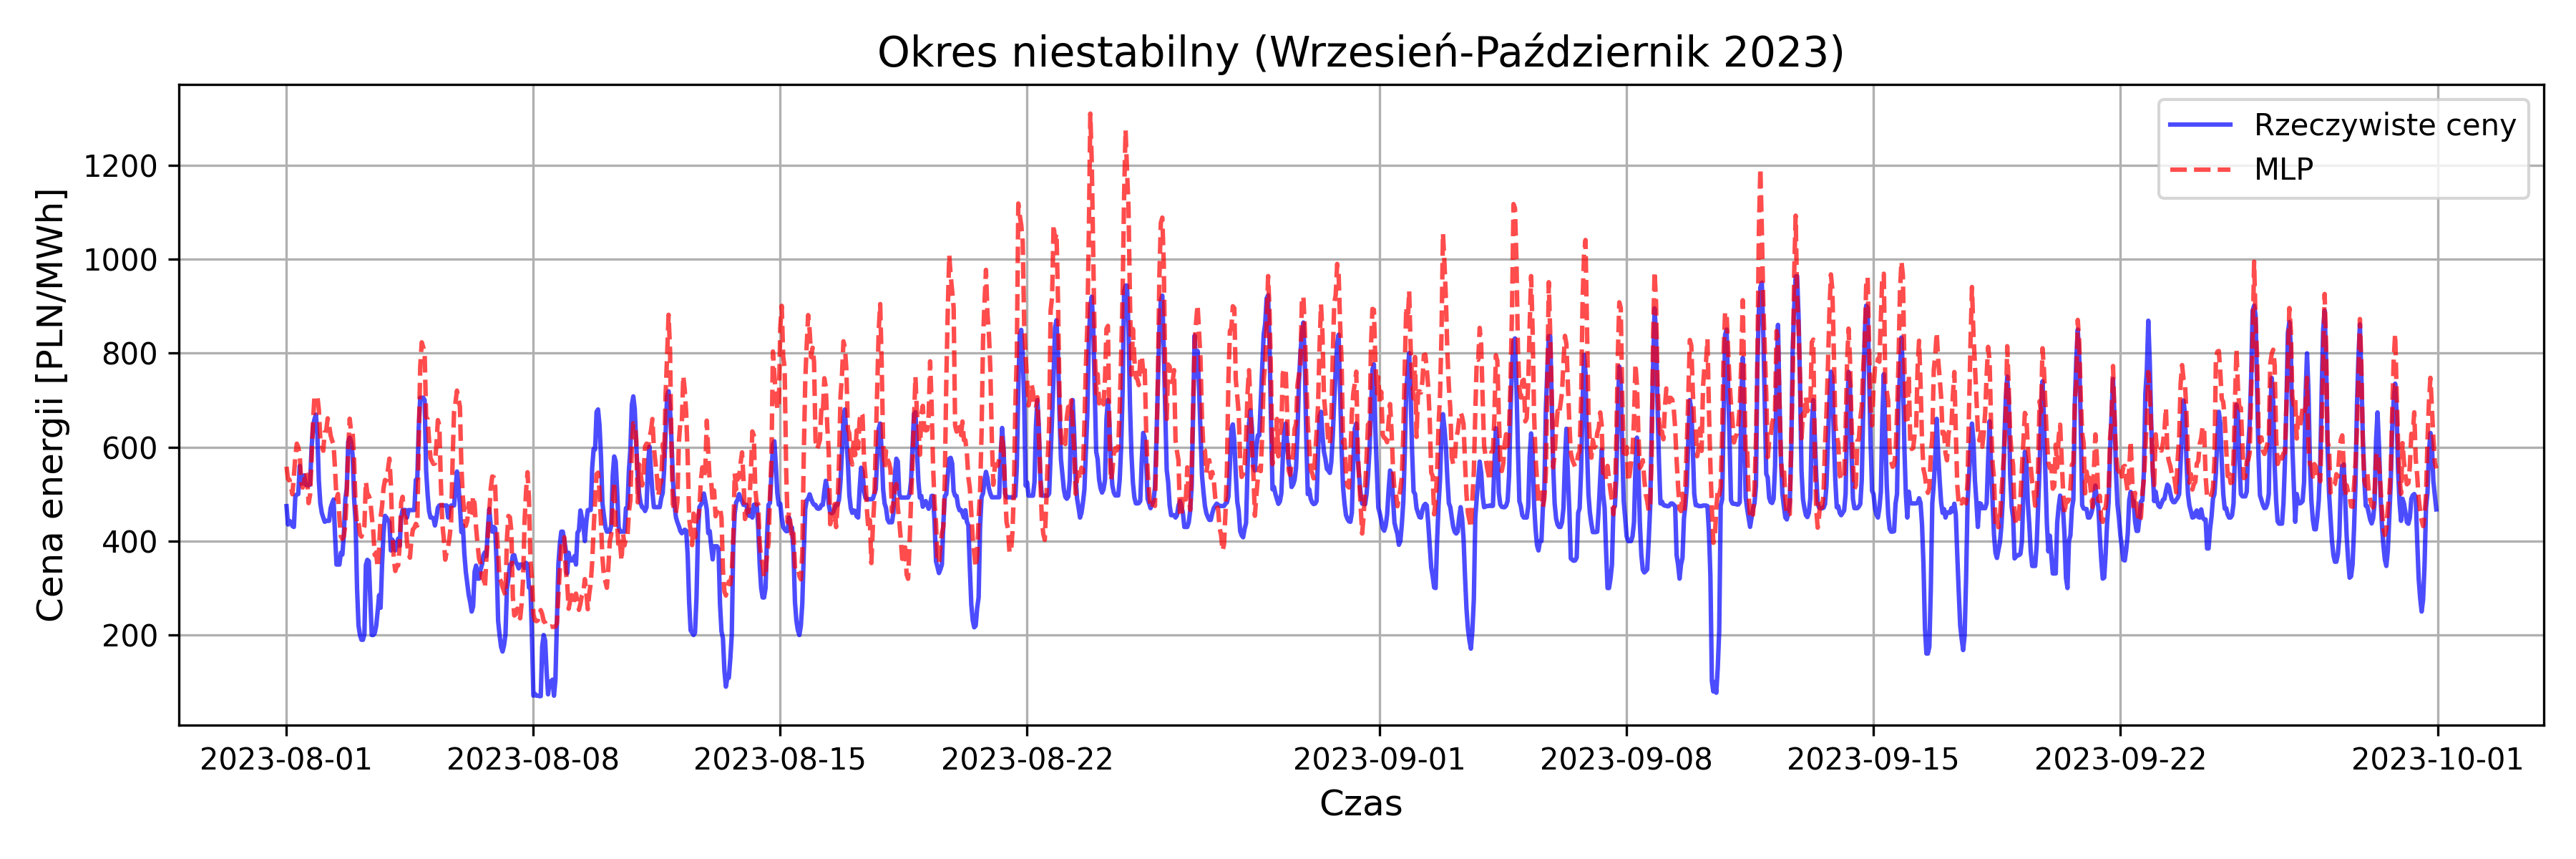 Okres niestabilny (Wrzesień-Październik 2023)
Rzeczywiste ceny
MLP
Cena energii [PLN/MWh]
1200
1000
800
600
400
200
2023-08-01 2023-08-08 2023-08-15 2023-08-22 2023-09-01 2023-09-08 2023-09-15 2023-09-22 2023-10-01
Czas